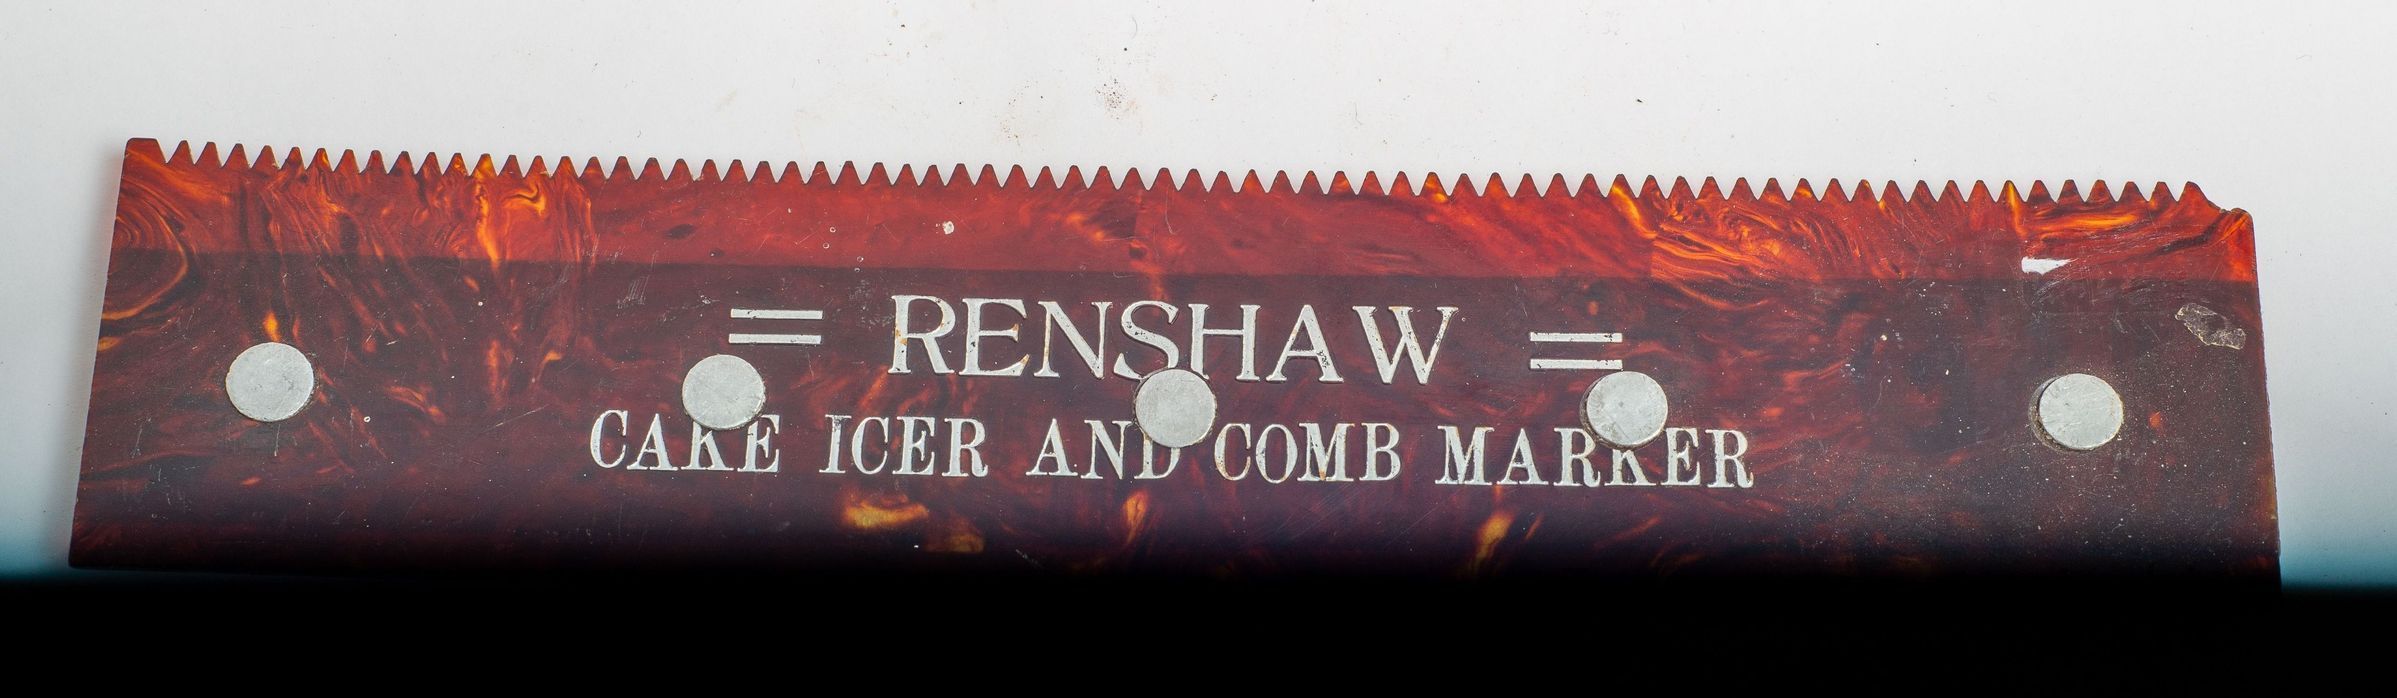 = RENSHAW =
CAKE ICER AND COMB MARKER